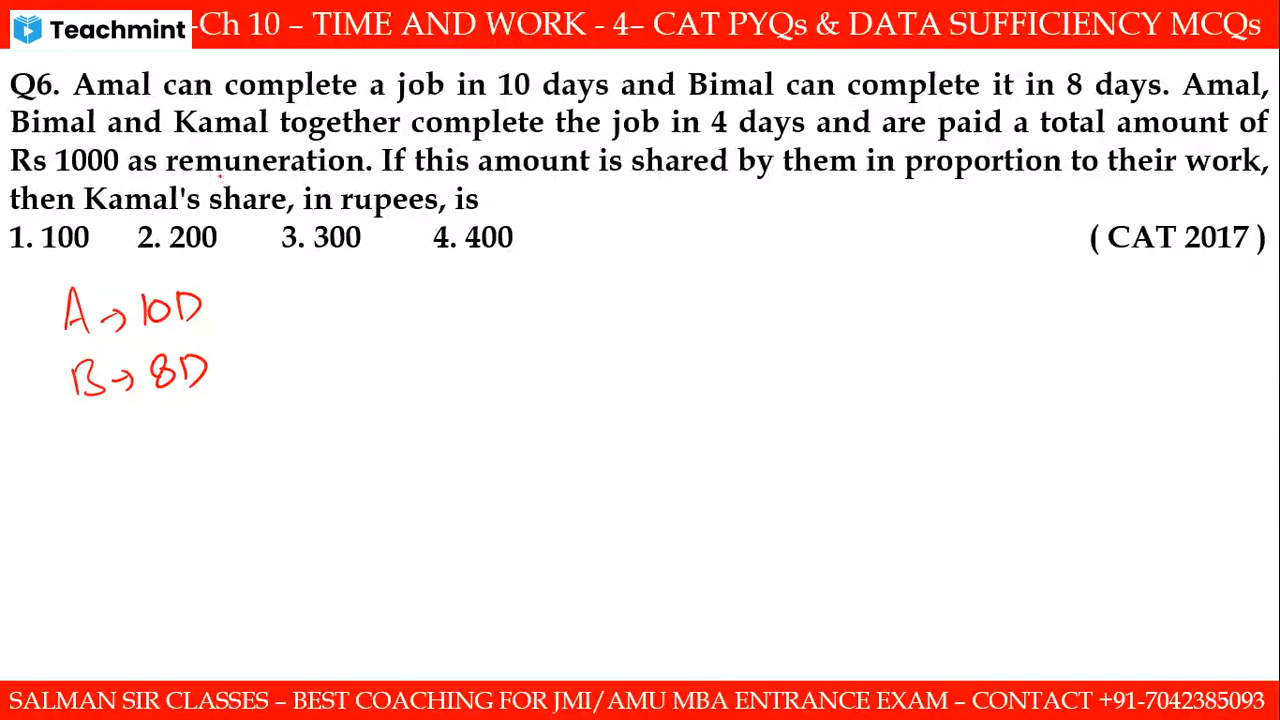 Teachmint -Ch 10 – TIME AND WORK - 4– CAT PYQs & DATA SUFFICIENCY MCQs
Q6. Amal can complete a job in 10 days and Bimal can complete it in 8 days. Amal,
Bimal and Kamal together complete the job in 4 days and are paid a total amount of
Rs 1000 as remuneration. If this amount is shared by them in proportion to their work,
then Kamal's share, in rupees, is
1. 100 2. 200 3. 300 4. 400 ( CAT 2017 )
A → 10D
B → 8D
SALMAN SIR CLASSES – BEST COACHING FOR JMI/AMU MBA ENTRANCE EXAM – CONTACT +91-7042385093